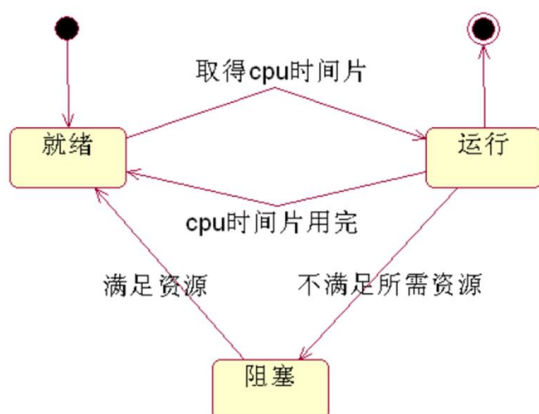 取得cpu时间片
就绪
运行
cpu时间片用完
满足资源
不满足所需资源
阻塞